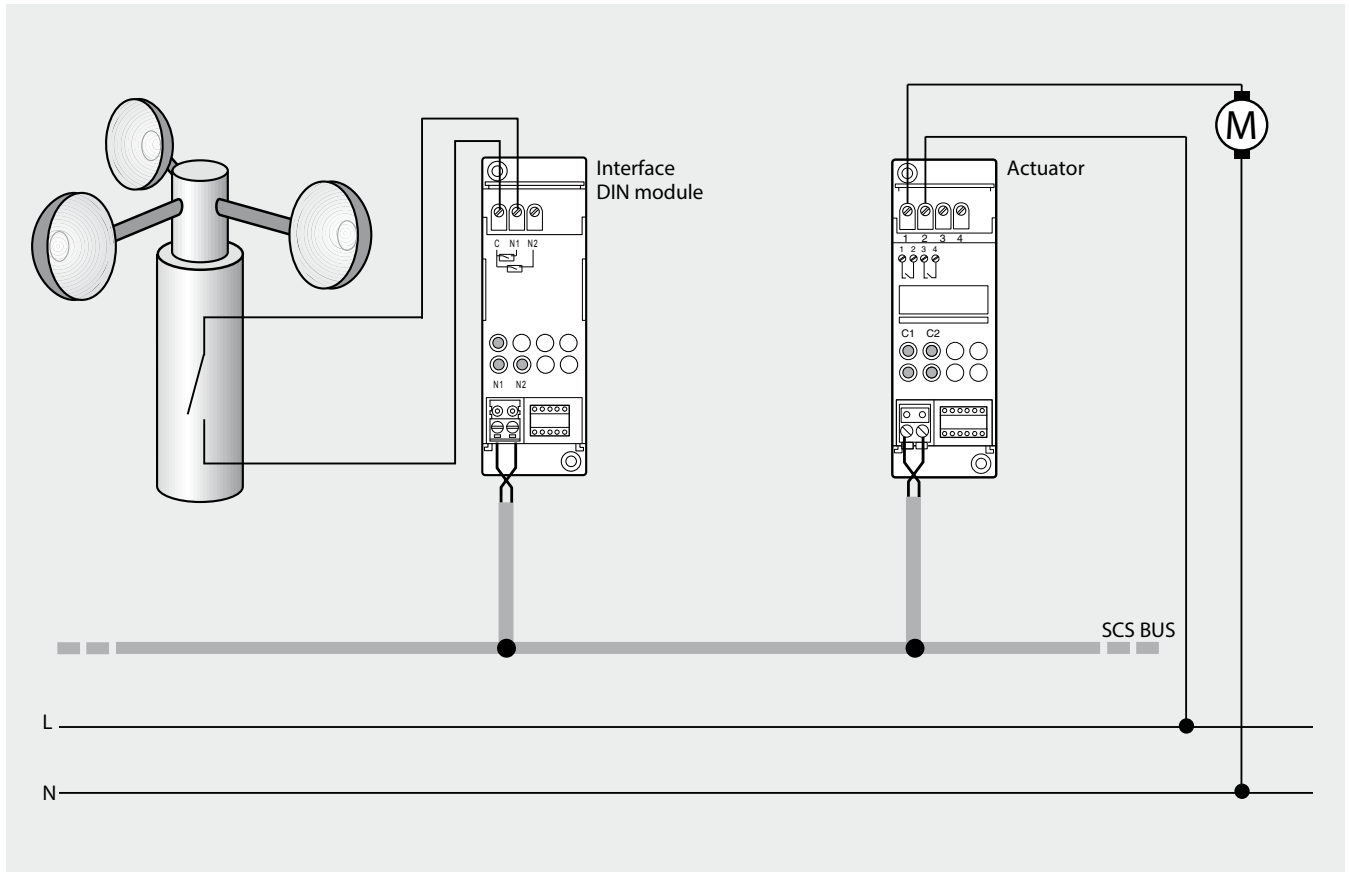 Interface
DIN module
C N1 N2
N1 N2
Actuator
1 2 3 4
1 2 3 4
C1 C2
M
SCS BUS
L
N